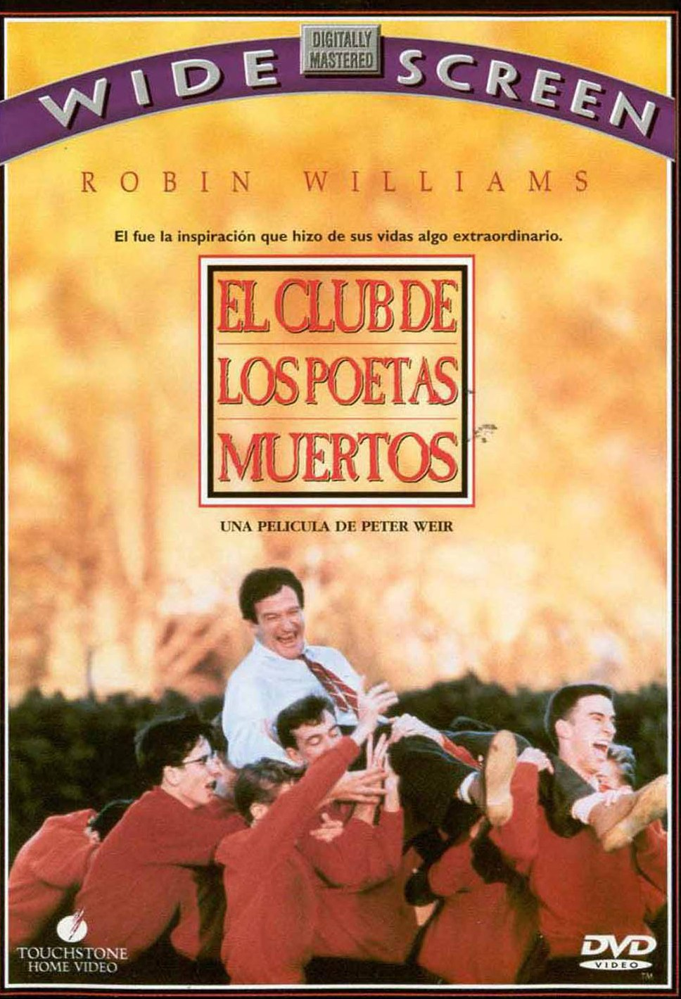 WIDE DIGITALLY MASTERED SCREEN
ROBIN WILLIAMS
El fue la inspiración que hizo de sus vidas algo extraordinario.
EL CLUB DE
LOS POETAS
MUERTOS
UNA PELICULA DE PETER WEIR
TOUCHSTONE
HOME VIDEO
DVD
VIDEO
TM